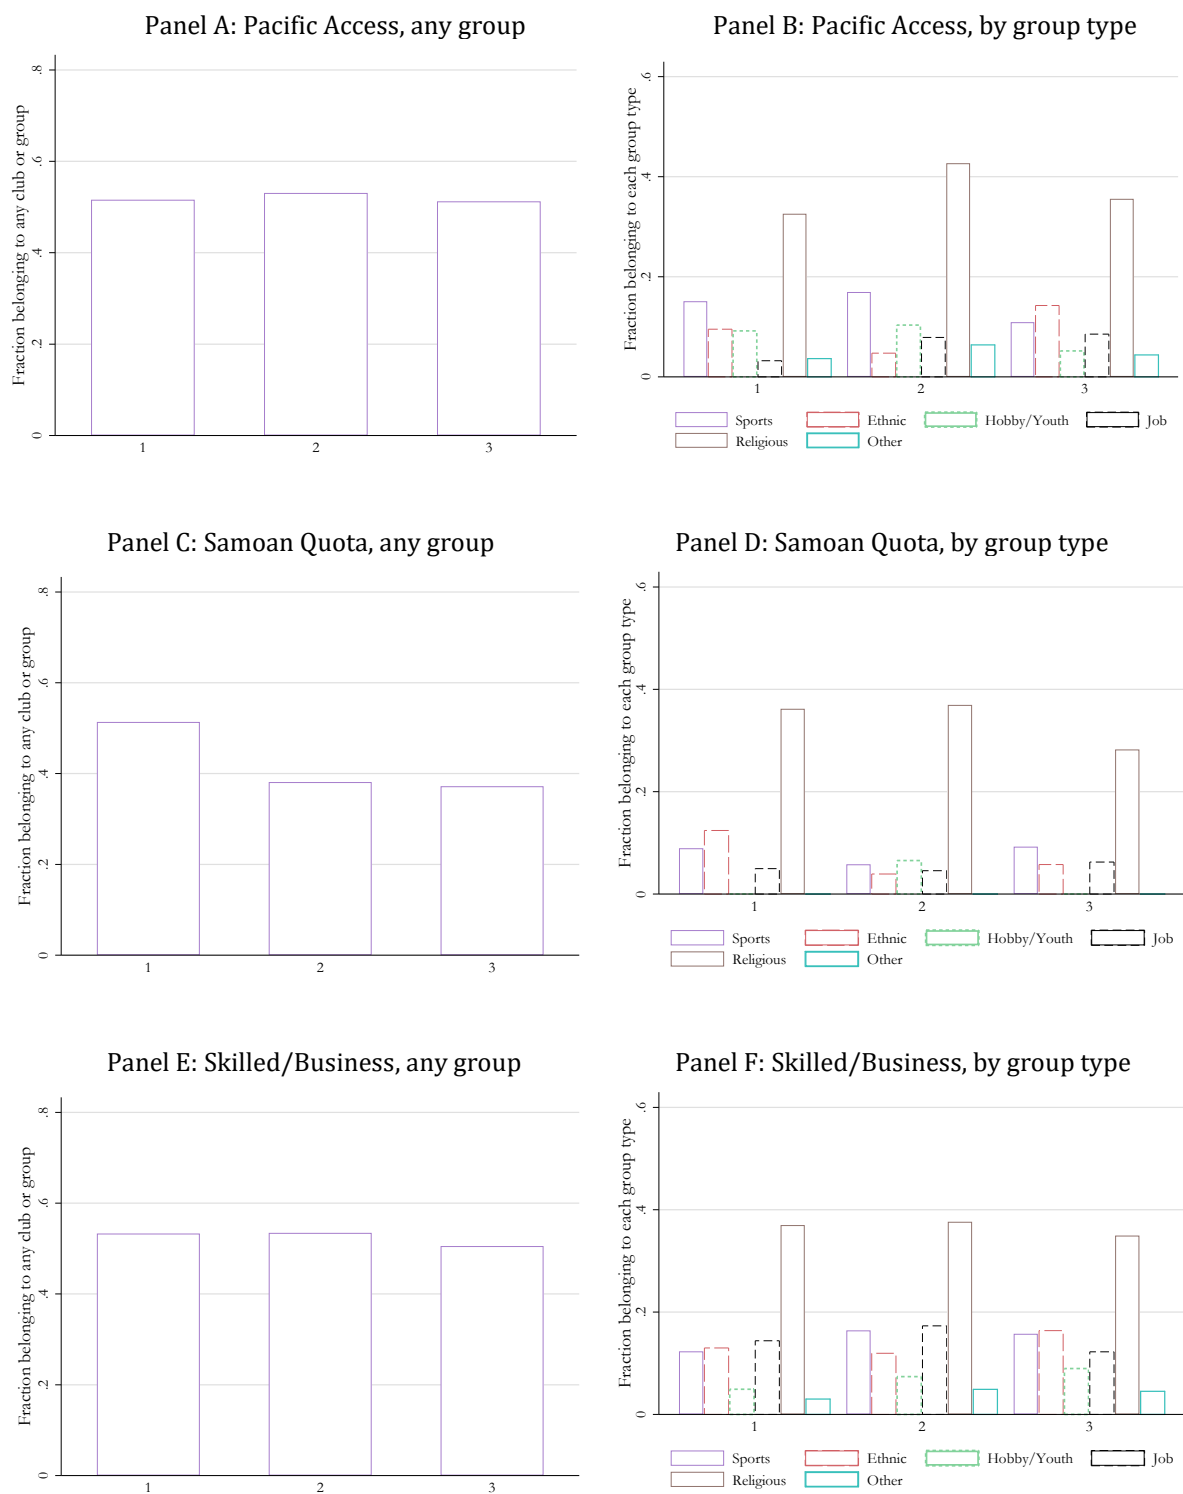 Panel A: Pacific Access, any group
Fraction belonging to any club or group
.8
.6
.4
.2
0
1 2 3
Panel B: Pacific Access, by group type
Fraction belonging to each group type
.6
.4
.2
0
1 2 3
Sports Ethnic Hobby/Youth Job
Religious Other
Panel C: Samoan Quota, any group
Fraction belonging to any club or group
.8
.6
.4
.2
0
1 2 3
Panel D: Samoan Quota, by group type
Fraction belonging to each group type
.6
.4
.2
0
1 2 3
Sports Ethnic Hobby/Youth Job
Religious Other
Panel E: Skilled/Business, any group
Fraction belonging to any club or group
.8
.6
.4
.2
0
1 2 3
Panel F: Skilled/Business, by group type
Fraction belonging to each group type
.6
.4
.2
0
1 2 3
Sports Ethnic Hobby/Youth Job
Religious Other